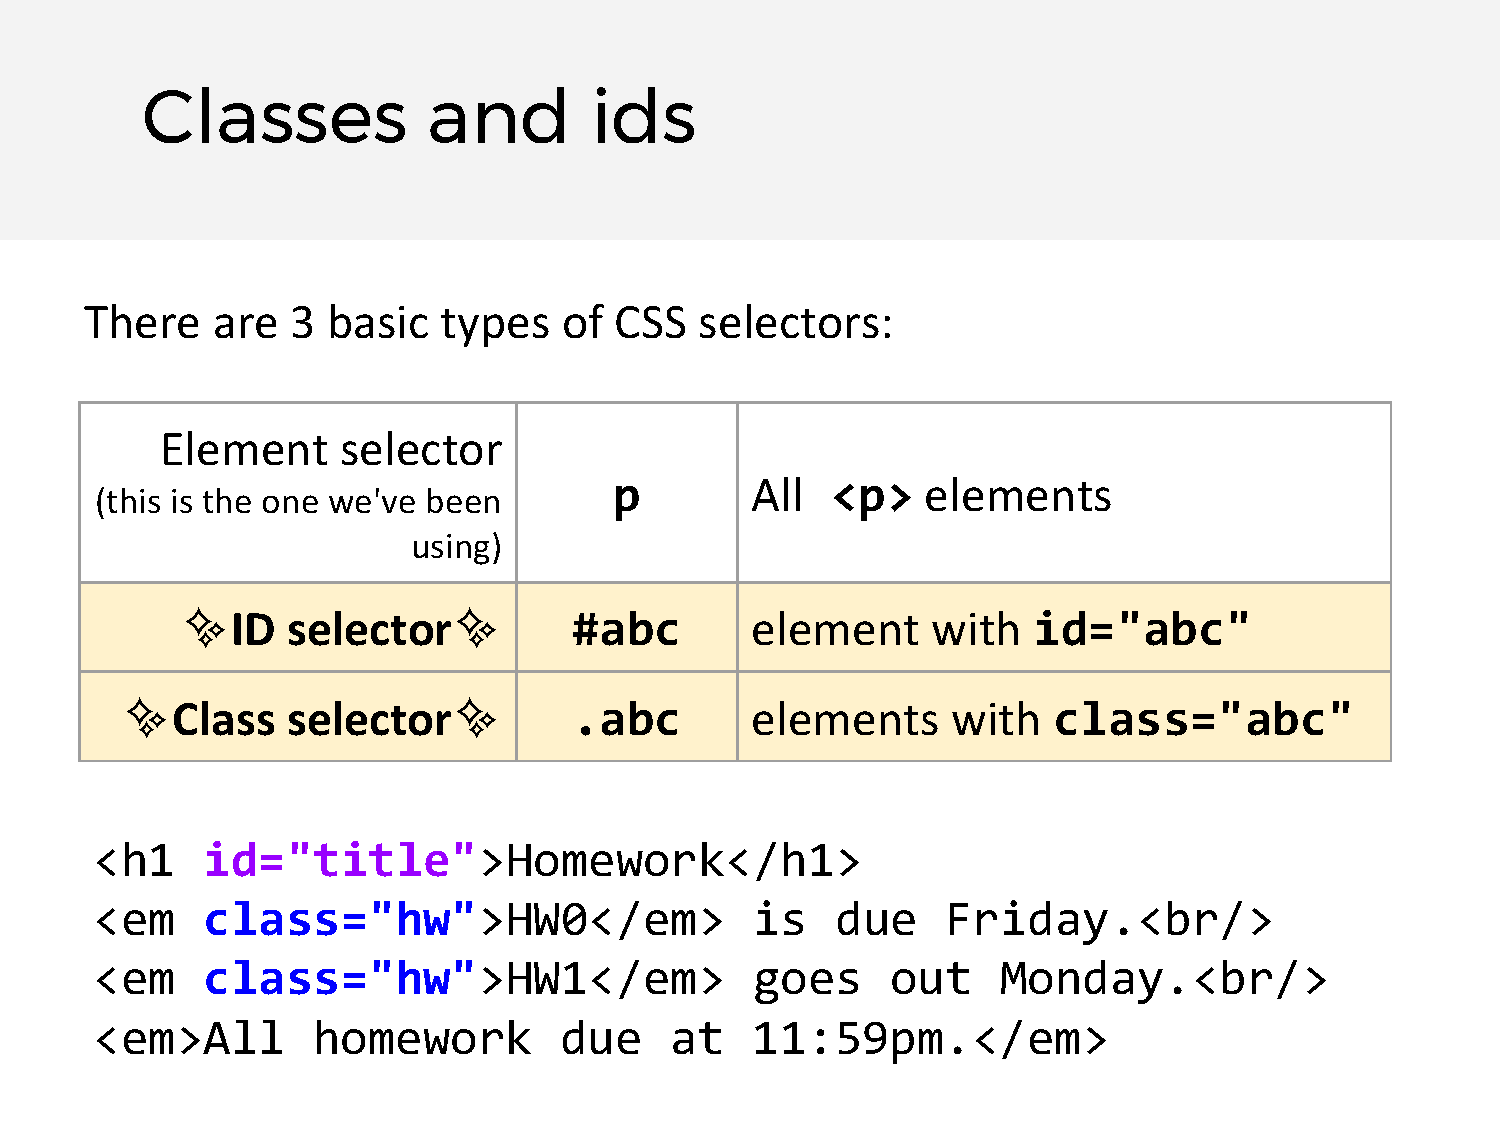 Classes and ids
There are 3 basic types of CSS selectors:
Element selector
(this is the one we've been
using)
p
All <p> elements
✨ID selector✨
#abc
element with id="abc"
✨Class selector✨
.abc
elements with class="abc"
<h1 id="title">Homework</h1>
<em class="hw">HW0</em> is due Friday.<br/>
<em class="hw">HW1</em> goes out Monday.<br/>
<em>All homework due at 11:59pm.</em>